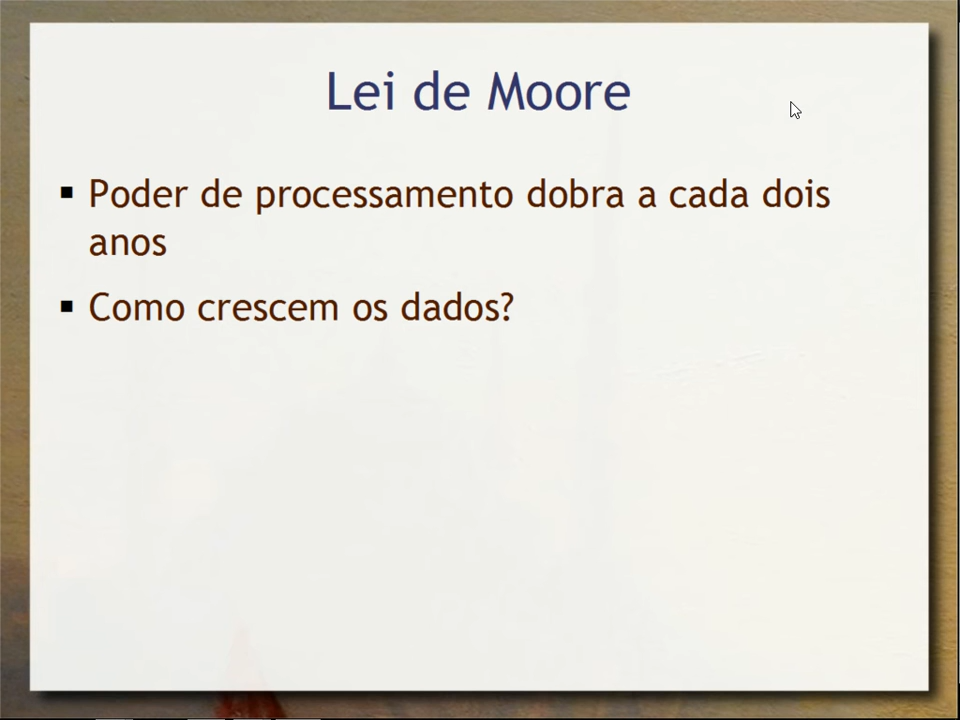 Lei de Moore
▪ Poder de processamento dobra a cada dois
anos
▪ Como crescem os dados?